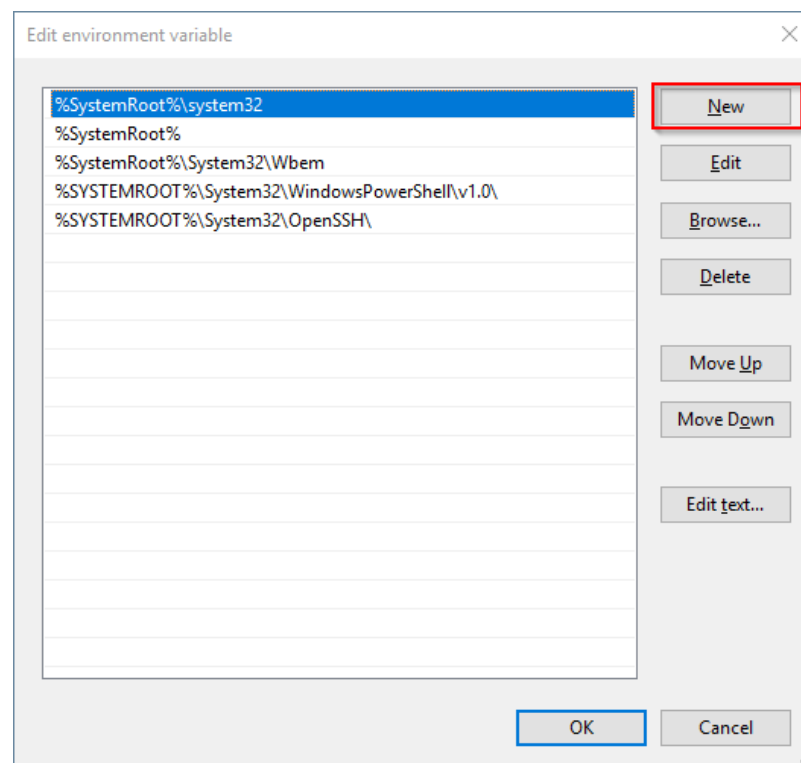 Edit environment variable
%SystemRoot%\system32
%SystemRoot%
%SystemRoot%\System32\Wbem
%SYSTEMROOT%\System32\WindowsPowerShell\v1.0\
%SYSTEMROOT%\System32\OpenSSH\
New
Edit
Browse...
Delete
Move Up
Move Down
Edit text...
OK
Cancel